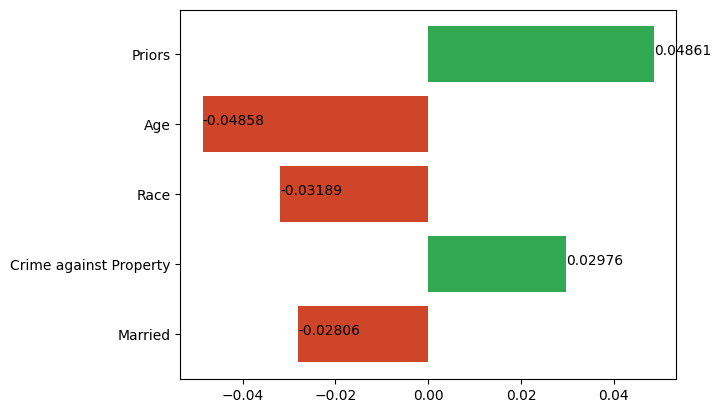 Priors
0.04861
Age
-0.04858
Race
-0.03189
Crime against Property
0.02976
Married
-0.02806
−0.04
−0.02
0.00
0.02
0.04